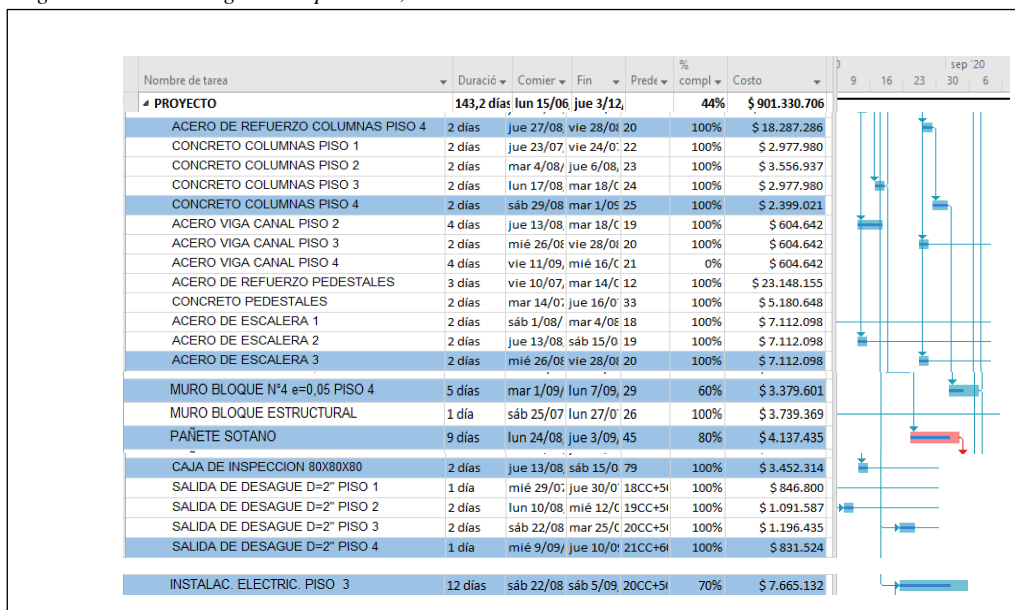 % sep '20
Nombre de tarea Duració Comier Fin Prede compl Costo 9 16 23 30 6
PROYECTO 143,2 días lun 15/06, jue 3/12, 44% $ 901.330.706
ACERO DE REFUERZO COLUMNAS PISO 4 2 días jue 27/08, vie 28/08 20 100% $ 18.287.286
CONCRETO COLUMNAS PISO 1 2 días jue 23/07, vie 24/07 22 100% $ 2.977.980
CONCRETO COLUMNAS PISO 2 2 días mar 4/08/ jue 6/08, 23 100% $ 3.556.937
CONCRETO COLUMNAS PISO 3 2 días lun 17/08, mar 18/0 24 100% $ 2.977.980
CONCRETO COLUMNAS PISO 4 2 días sáb 29/08 mar 1/09 25 100% $ 2.399.021
ACERO VIGA CANAL PISO 2 4 días jue 13/08, mar 18/0 19 100% $ 604.642
ACERO VIGA CANAL PISO 3 2 días mié 26/08 vie 28/08 20 100% $ 604.642
ACERO VIGA CANAL PISO 4 4 días vie 11/09, mié 16/0 21 0% $ 604.642
ACERO DE REFUERZO PEDESTALES 3 días vie 10/07, mar 14/0 12 100% $ 23.148.155
CONCRETO PEDESTALES 2 días mar 14/07 jue 16/0 33 100% $ 5.180.648
ACERO DE ESCALERA 1 2 días sáb 1/08/ mar 4/08 18 100% $ 7.112.098
ACERO DE ESCALERA 2 2 días jue 13/08, sáb 15/0 19 100% $ 7.112.098
ACERO DE ESCALERA 3 2 días mié 26/08 vie 28/08 20 100% $ 7.112.098
MURO BLOQUE N°4 e=0,05 PISO 4 5 días mar 1/09/ lun 7/09, 29 60% $ 3.379.601
MURO BLOQUE ESTRUCTURAL 1 día sáb 25/07 lun 27/0 26 100% $ 3.739.369
PAÑETE SOTANO 9 días lun 24/08, jue 3/09, 45 80% $ 4.137.435
CAJA DE INSPECCION 80X80X80 2 días jue 13/08, sáb 15/0 79 100% $ 3.452.314
SALIDA DE DESAGUE D=2" PISO 1 1 día mié 29/07 jue 30/0 18CC+5 100% $ 846.800
SALIDA DE DESAGUE D=2" PISO 2 2 días lun 10/08, mié 12/0 19CC+5 100% $ 1.091.587
SALIDA DE DESAGUE D=2" PISO 3 2 días sáb 22/08 mar 25/0 20CC+5 100% $ 1.196.435
SALIDA DE DESAGUE D=2" PISO 4 1 día mié 9/09/ jue 10/09 21CC+6 100% $ 831.524
INSTALAC. ELECTRIC. PISO 3 12 días sáb 22/08 sáb 5/09, 20CC+5 70% $ 7.665.132